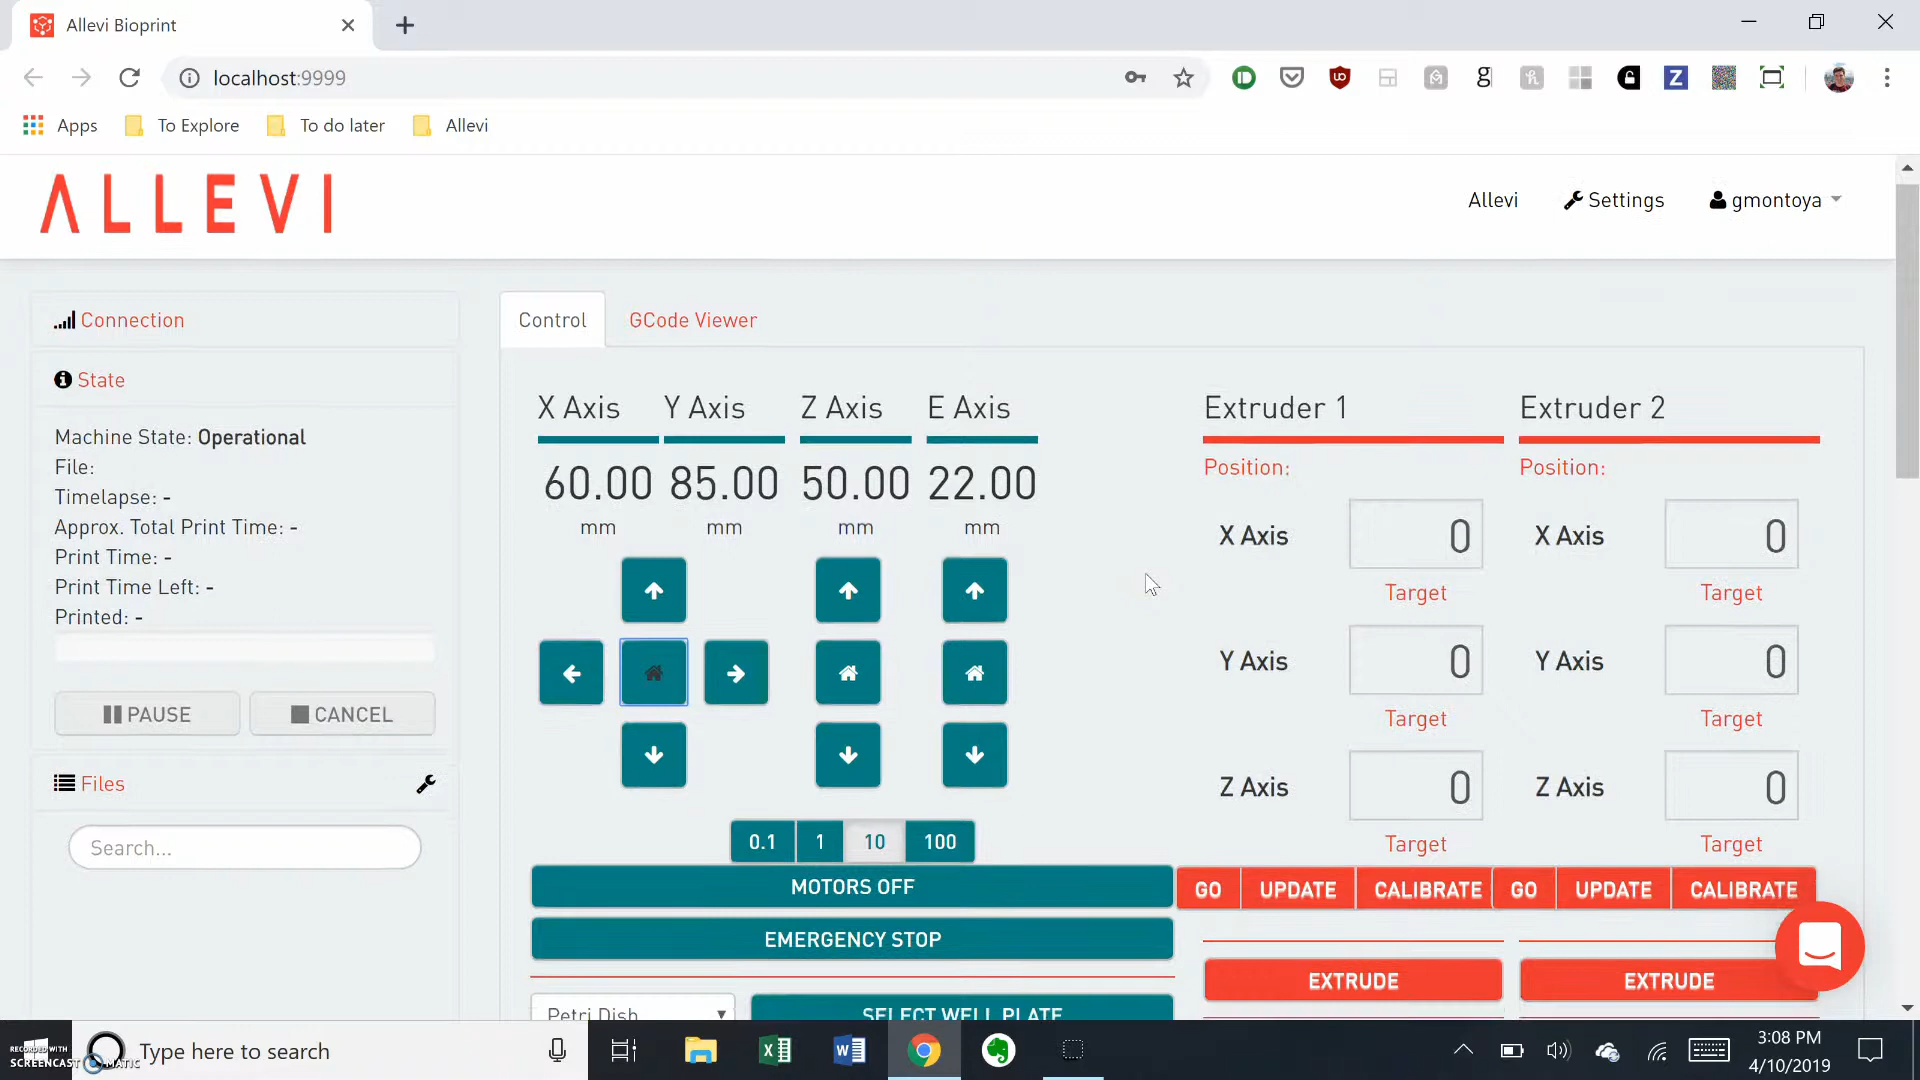 Allevi Bioprint
localhost:9999
Apps
To Explore
To do later
Allevi
ALLEVI
Allevi
Settings
gmontoya
Connection
State
Machine State: Operational
File:
Timelapse: -
Approx. Total Print Time: -
Print Time: -
Print Time Left: -
Printed: -
PAUSE
CANCEL
Files
Search...
Control
GCode Viewer
X Axis Y Axis Z Axis E Axis
60.00 85.00 50.00 22.00
mm mm mm mm
0.1 1 10 100
MOTORS OFF
EMERGENCY STOP
Petri Dish
SELECT WELL PLATE
Extruder 1
Position:
X Axis 0
Target
Y Axis 0
Target
Z Axis 0
Target
GO UPDATE CALIBRATE
EXTRUDE
Extruder 2
Position:
X Axis 0
Target
Y Axis 0
Target
Z Axis 0
Target
GO UPDATE CALIBRATE
EXTRUDE
RECORDED WITH
SCREENCAST MATIC
Type here to search
3:08 PM
4/10/2019